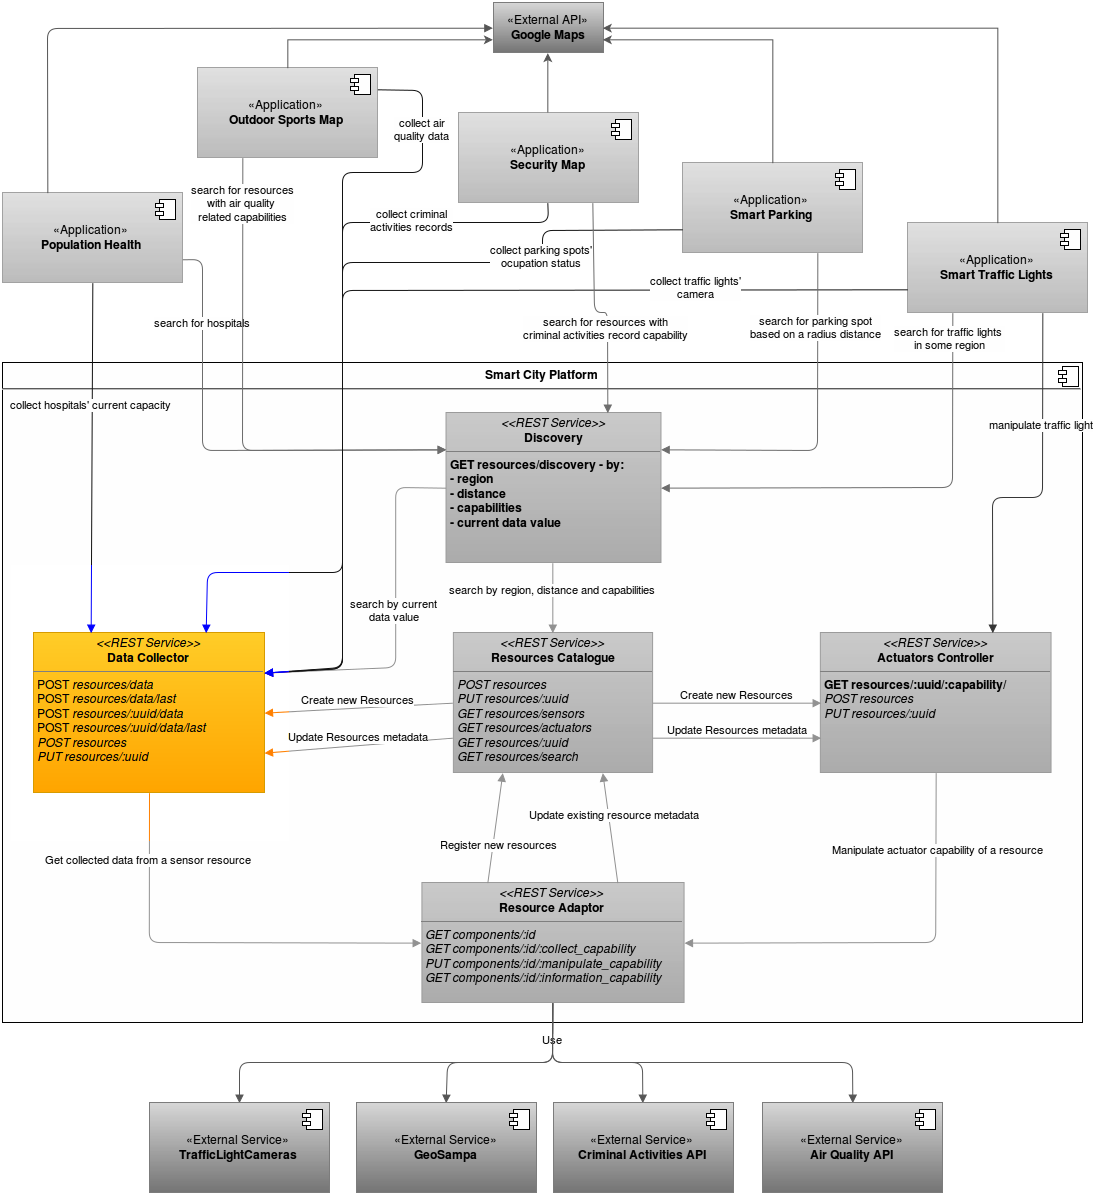 «External API»
Google Maps
«Application»
Outdoor Sports Map
collect air
quality data
«Application»
Security Map
«Application»
Smart Parking
«Application»
Population Health
«Application»
Smart Traffic Lights
search for resources
with air quality
related capabilities
collect criminal
activities records
collect parking spots'
ocupation status
collect traffic lights'
camera
search for hospitals
search for resources with
criminal activities record capability
search for parking spot
based on a radius distance
search for traffic lights
in some region
Smart City Platform
collect hospitals' current capacity
manipulate traffic light
<<REST Service>>
Discovery
GET resources/discovery - by:
- region
- distance
- capabilities
- current data value
search by current
data value
search by region, distance and capabilities
<<REST Service>>
Data Collector
POST resources/data
POST resources/data/last
POST resources/:uuid/data
POST resources/:uuid/data/last
POST resources
PUT resources/:uuid
Create new Resources
Update Resources metadata
<<REST Service>>
Resources Catalogue
POST resources
PUT resources/:uuid
GET resources/sensors
GET resources/actuators
GET resources/:uuid
GET resources/search
Create new Resources
Update Resources metadata
<<REST Service>>
Actuators Controller
GET resources/:uuid/:capability/
POST resources
PUT resources/:uuid
Update existing resource metadata
Register new resources
Get collected data from a sensor resource
Manipulate actuator capability of a resource
<<REST Service>>
Resource Adaptor
GET components/:id
GET components/:id/:collect_capability
PUT components/:id/:manipulate_capability
GET components/:id/:information_capability
Use
«External Service»
TrafficLightCameras
«External Service»
GeoSampa
«External Service»
Criminal Activities API
«External Service»
Air Quality API